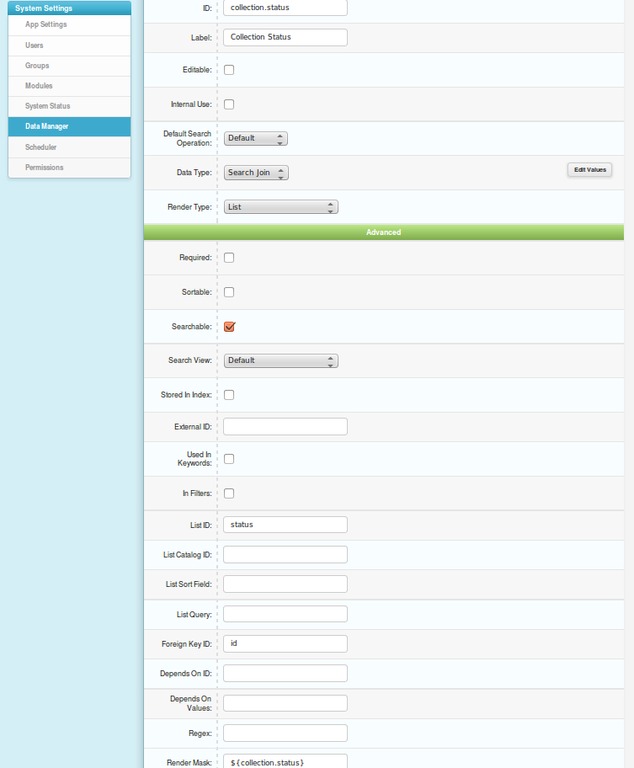 System Settings
App Settings
Users
Groups
Modules
System Status
Data Manager
Scheduler
Permissions
ID: collection.status
Label: Collection Status
Editable:
Internal Use:
Default Search
Operation: Default
Data Type: Search Join Edit Values
Render Type: List
Advanced
Required:
Sortable:
Searchable:
Search View: Default
Stored In Index:
External ID:
Used In
Keywords:
In Filters:
List ID: status
List Catalog ID:
List Sort Field:
List Query:
Foreign Key ID: id
Depends On ID:
Depends On
Values:
Regex:
Render Mask: ${collection.status}